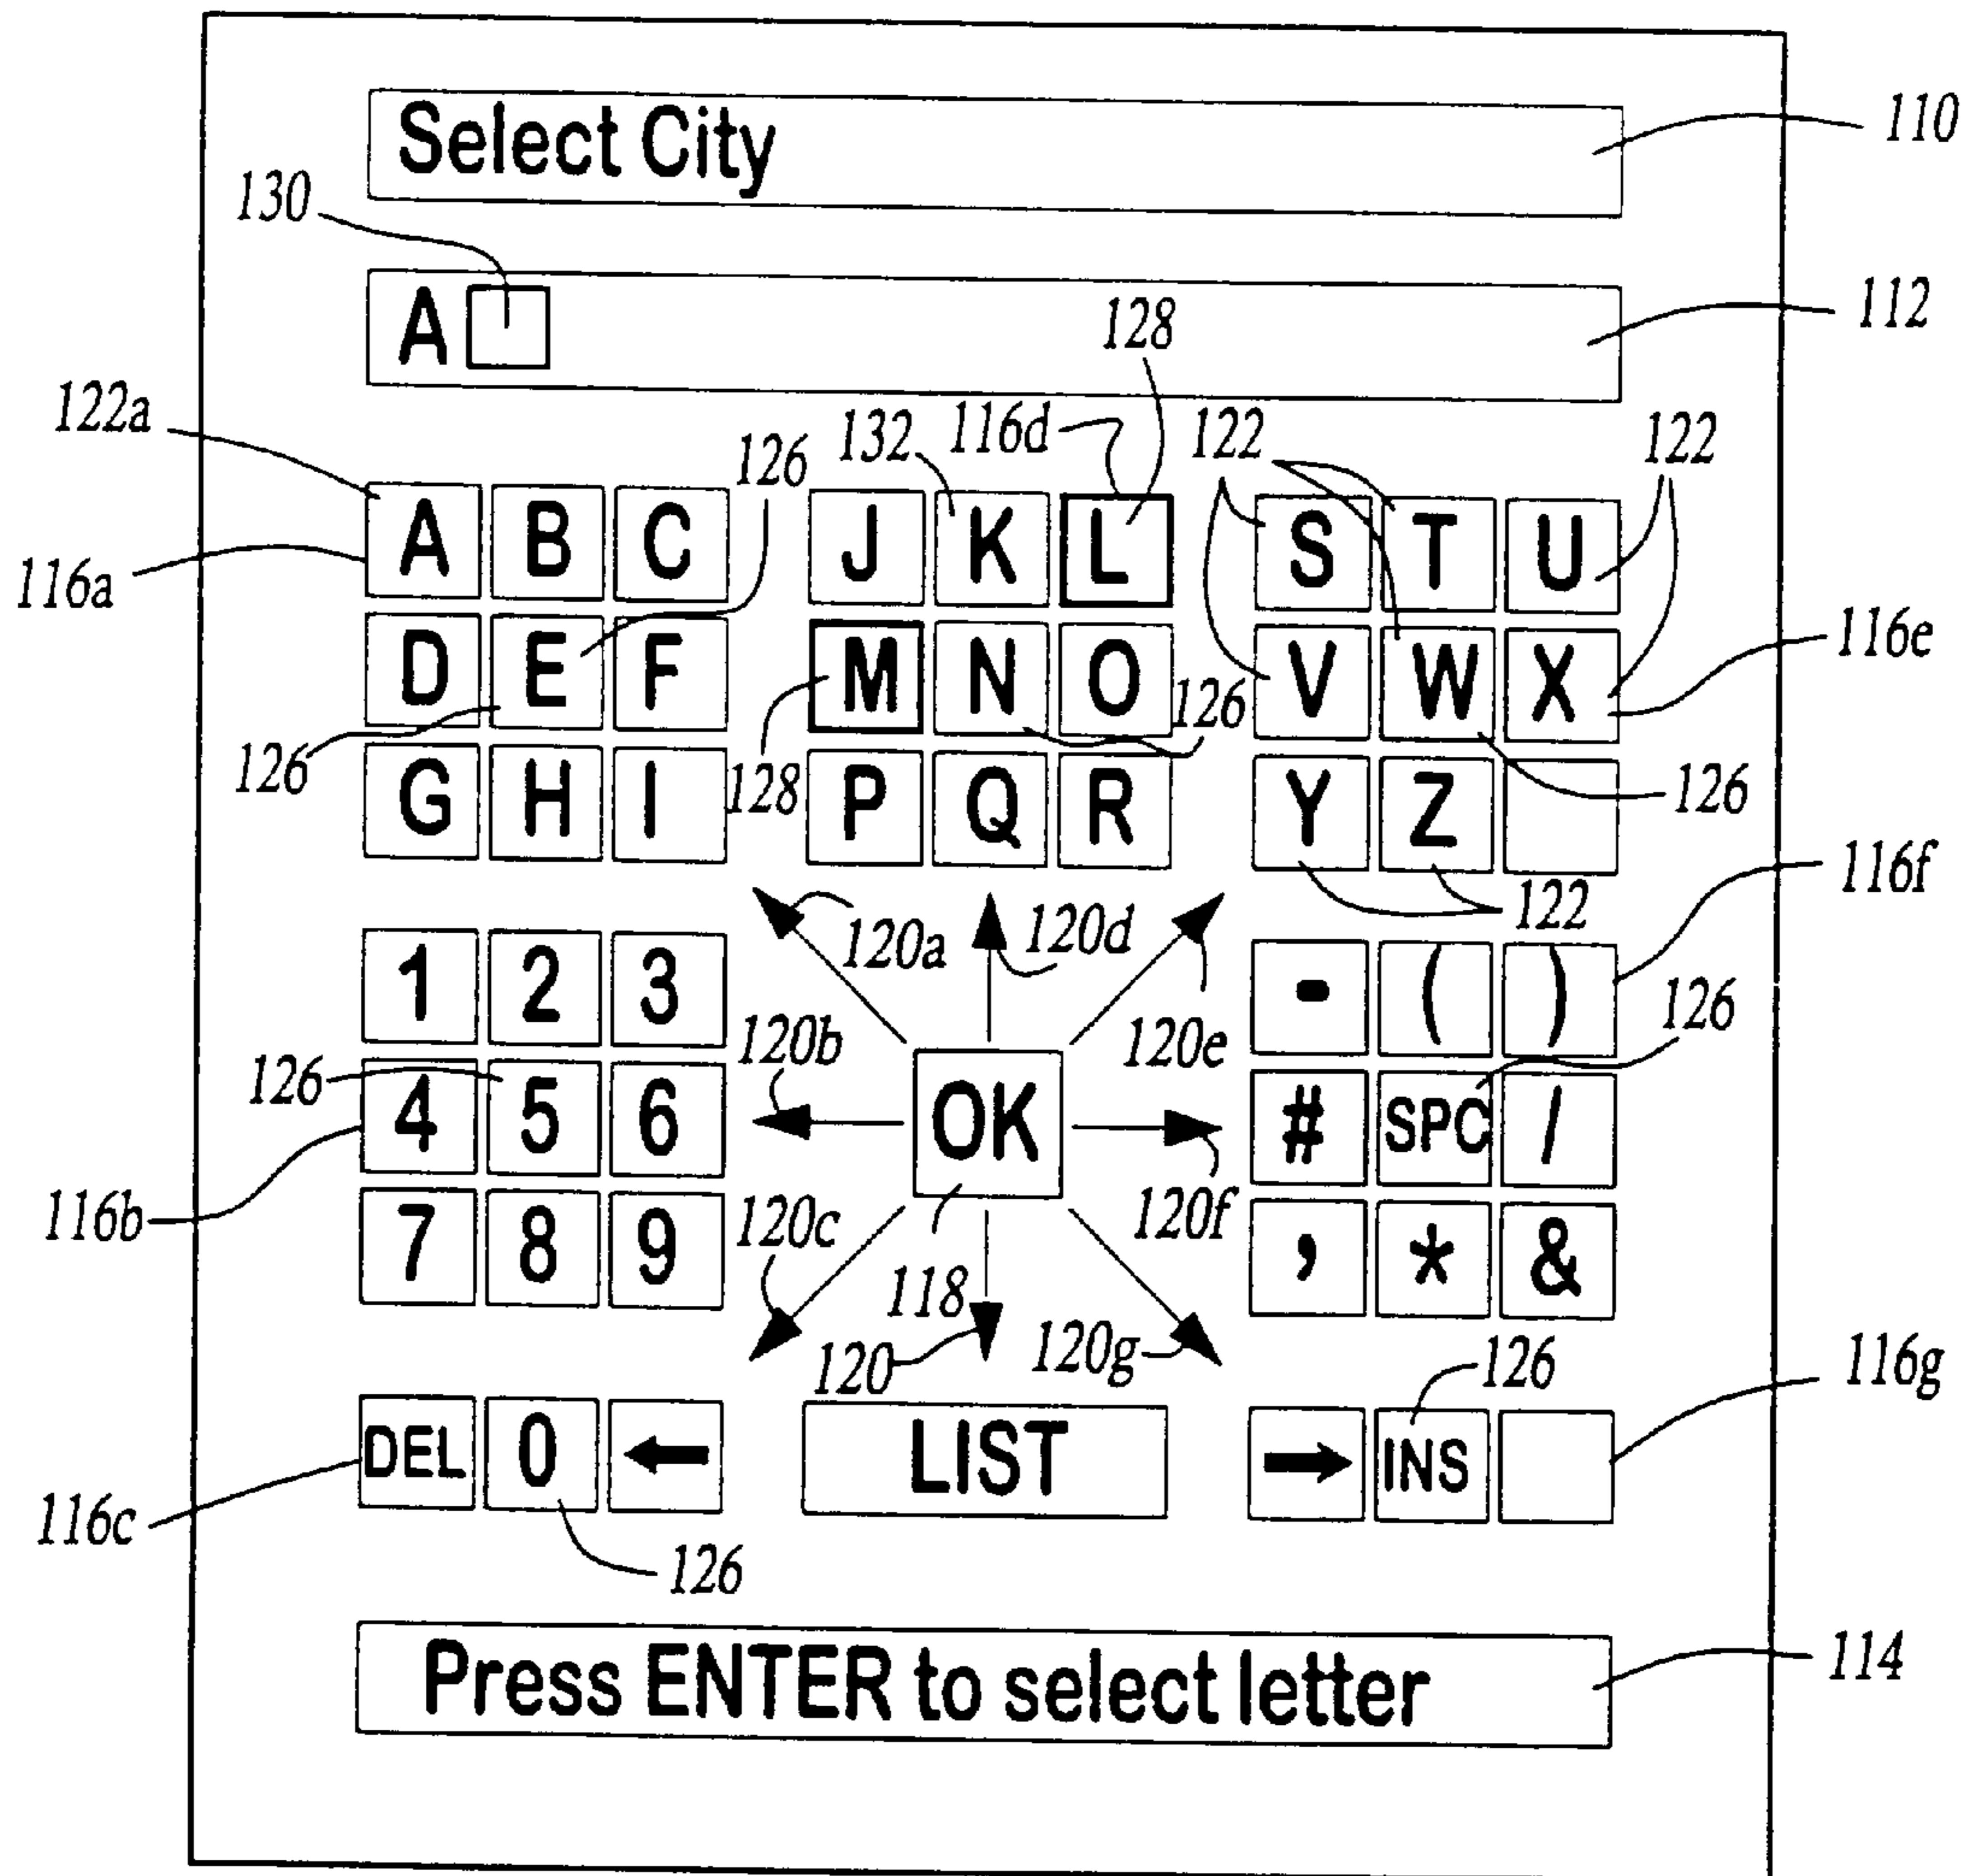 Select City 110
130
A 112
128
122a 126 132 116d 122 122
A B C J K L S T U
116a
D E F M N O V W X 116e
126 128 126 126
G H I P Q R Y Z
116f
120a 120d 122
1 2 3 - ( ) 126
120b 120e
126 4 5 6 OK # SPC /
116b 120c 120f
7 8 9 118 , * &
120 120g 126 116g
DEL 0 ← LIST → INS
116c 126
Press ENTER to select letter 114